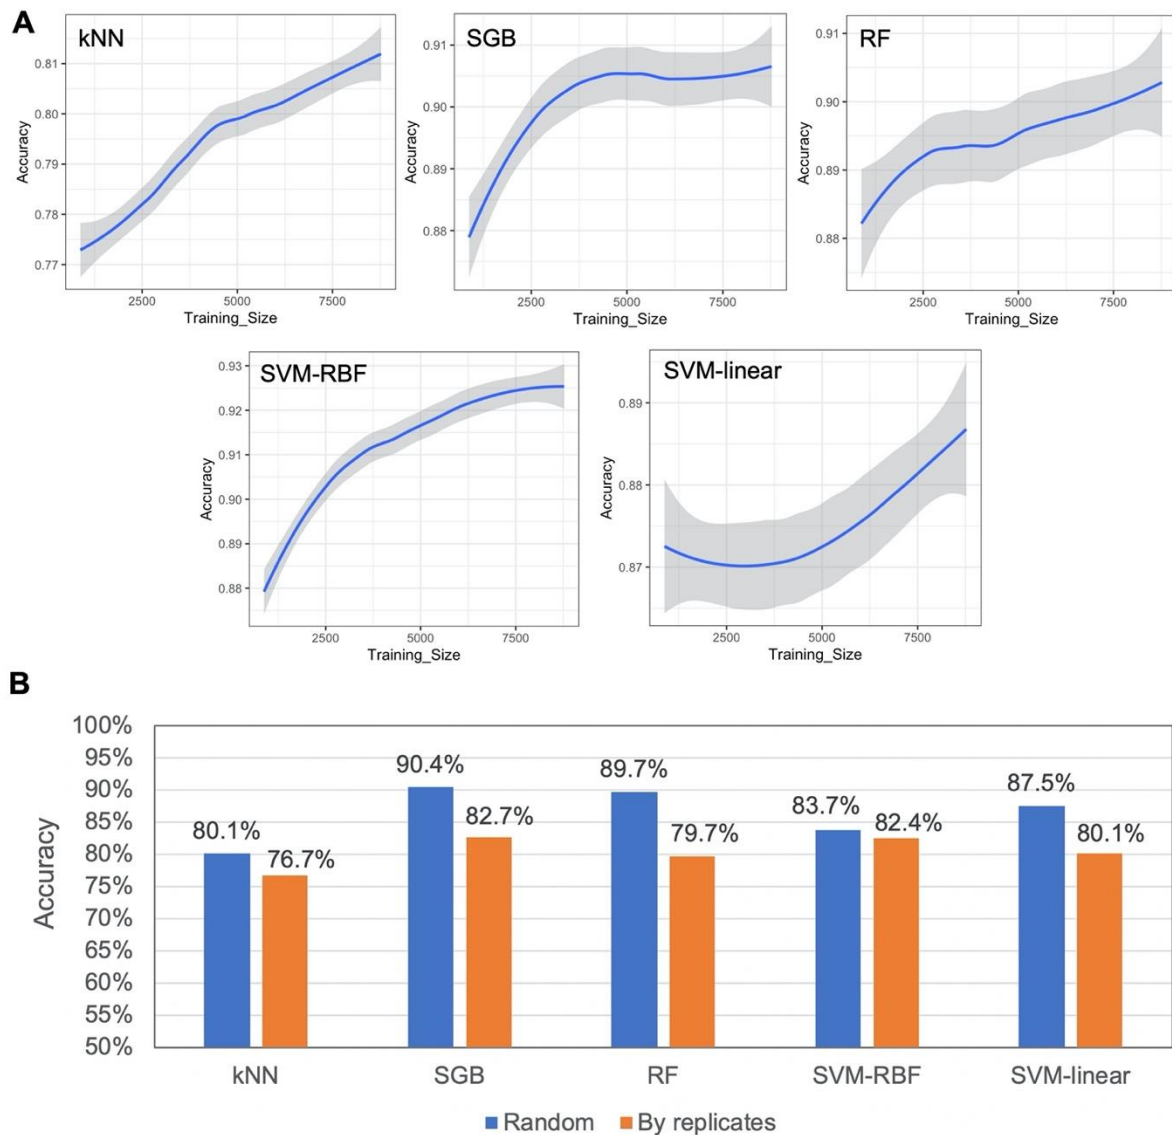 A
kNN
Accuracy
0.81
0.80
0.79
0.78
0.77
2500 5000 7500
Training_Size
SGB
Accuracy
0.91
0.90
0.89
0.88
2500 5000 7500
Training_Size
RF
Accuracy
0.91
0.90
0.89
0.88
2500 5000 7500
Training_Size
SVM-RBF
Accuracy
0.93
0.92
0.91
0.90
0.89
0.88
2500 5000 7500
Training_Size
SVM-linear
Accuracy
0.89
0.88
0.87
2500 5000 7500
Training_Size
B
Accuracy
100%
95%
90%
85%
80%
75%
70%
65%
60%
55%
50%
80.1% 76.7%
90.4% 82.7%
89.7% 79.7%
83.7% 82.4%
87.5% 80.1%
kNN SGB RF SVM-RBF SVM-linear
Random By replicates